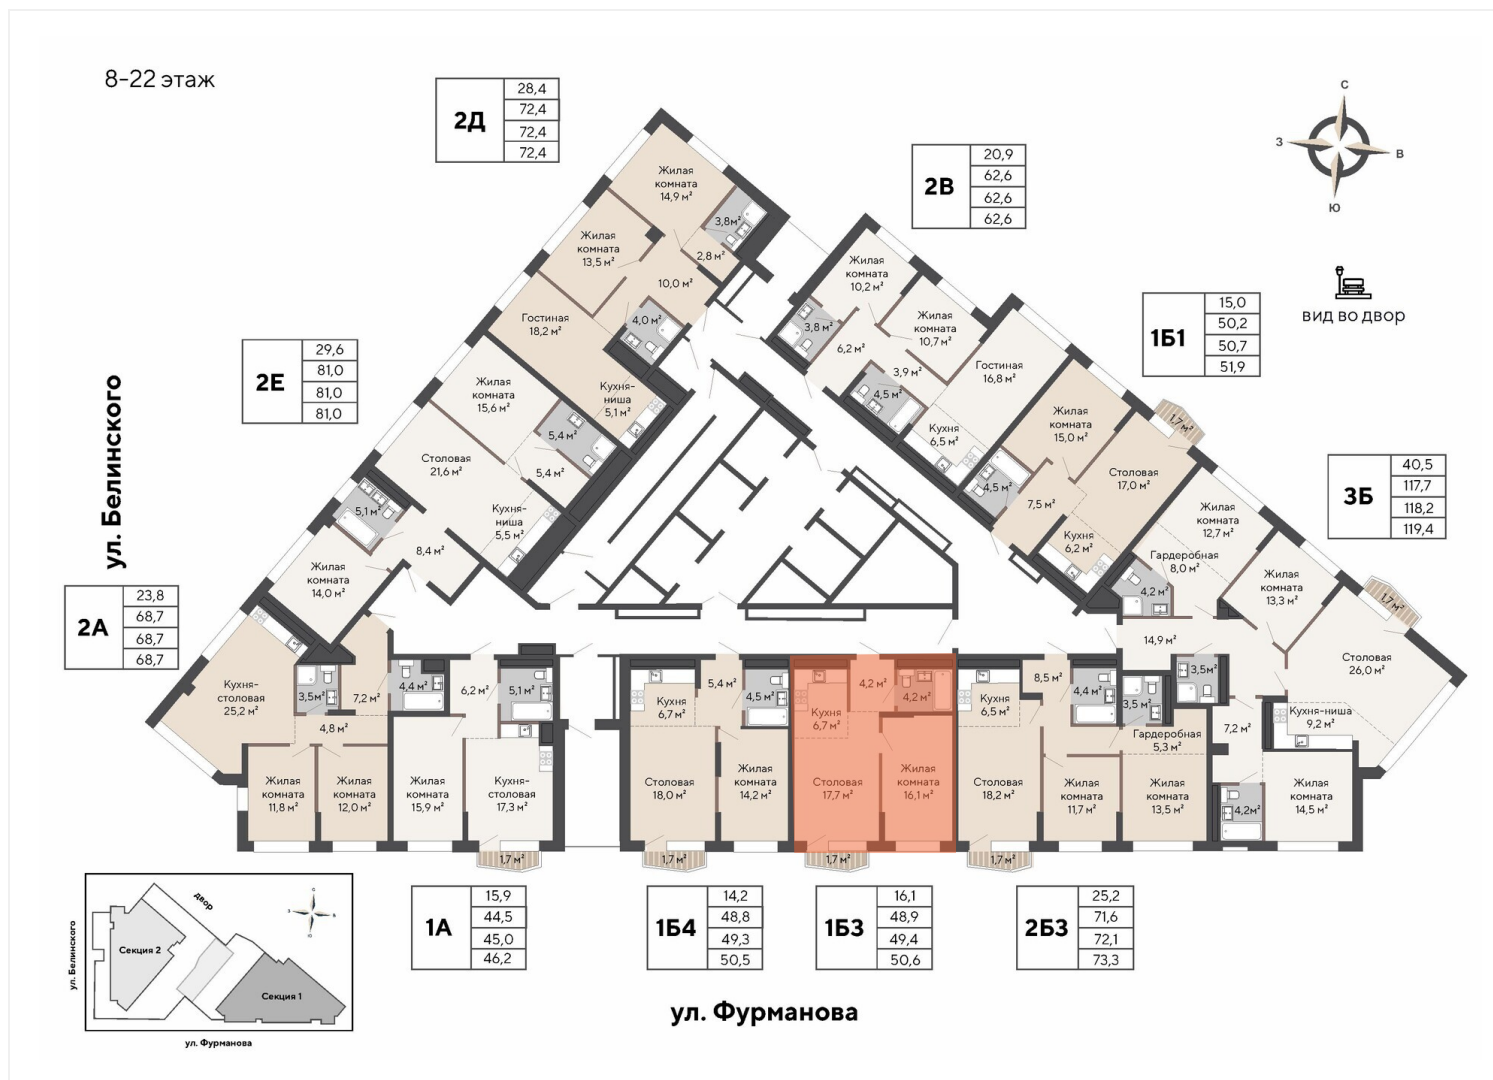 8-22 этаж
2Д
28,4
72,4
72,4
72,4
2В
20,9
62,6
62,6
62,6
С
З
В
Ю
вид во двор
1Б1
15,0
50,2
50,7
51,9
2Е
29,6
81,0
81,0
81,0
3Б
40,5
117,7
118,2
119,4
2А
23,8
68,7
68,7
68,7
ул. Белинского
Жилая
комната
14,9 м²
3,8м²
2,8 м²
Жилая
комната
13,5 м²
10,0 м²
Гостиная
18,2 м²
4,0 м²
Кухня-
ниша
5,1 м²
Жилая
комната
15,6 м²
5,4 м²
5,4 м²
Столовая
21,6 м²
Кухня-
ниша
5,5 м²
5,1 м²
8,4 м²
Жилая
комната
14,0 м²
Жилая
комната
10,2 м²
3,8 м²
6,2 м²
Жилая
комната
10,7 м²
3,9 м²
4,5 м²
Гостиная
16,8 м²
Кухня
6,5 м²
Жилая
комната
15,0 м²
1,7 м²
4,5 м²
7,5 м²
Столовая
17,0 м²
Кухня
6,2 м²
Жилая
комната
12,7 м²
Гардеробная
8,0 м²
4,2 м²
Жилая
комната
13,3 м²
1,7 м²
14,9 м²
3,5м²
Столовая
26,0 м²
Кухня-ниша
9,2 м²
7,2 м²
4,2м²
Жилая
комната
14,5 м²
Кухня-
столовая
25,2 м²
3,5м²
7,2 м²
4,8 м²
4,4 м²
Жилая
комната
11,8 м²
Жилая
комната
12,0 м²
6,2 м²
5,1 м²
Жилая
комната
15,9 м²
Кухня-
столовая
17,3 м²
1,7 м²
Кухня
6,7 м²
5,4 м²
4,5 м²
Столовая
18,0 м²
Жилая
комната
14,2 м²
1,7 м²
Кухня
6,7 м²
4,2 м²
4,2 м²
Столовая
17,7 м²
Жилая
комната
16,1 м²
1,7 м²
Кухня
6,5 м²
8,5 м²
4,4 м²
3,5 м²
Гардеробная
5,3 м²
Столовая
18,2 м²
Жилая
комната
11,7 м²
Жилая
комната
13,5 м²
1,7 м²
1А
15,9
44,5
45,0
46,2
1Б4
14,2
48,8
49,3
50,5
1Б3
16,1
48,9
49,4
50,6
2Б3
25,2
71,6
72,1
73,3
ул. Фурманова
ул. Белинского
двор
Секция 2
Секция 1
С
З
В
Ю
ул. Фурманова